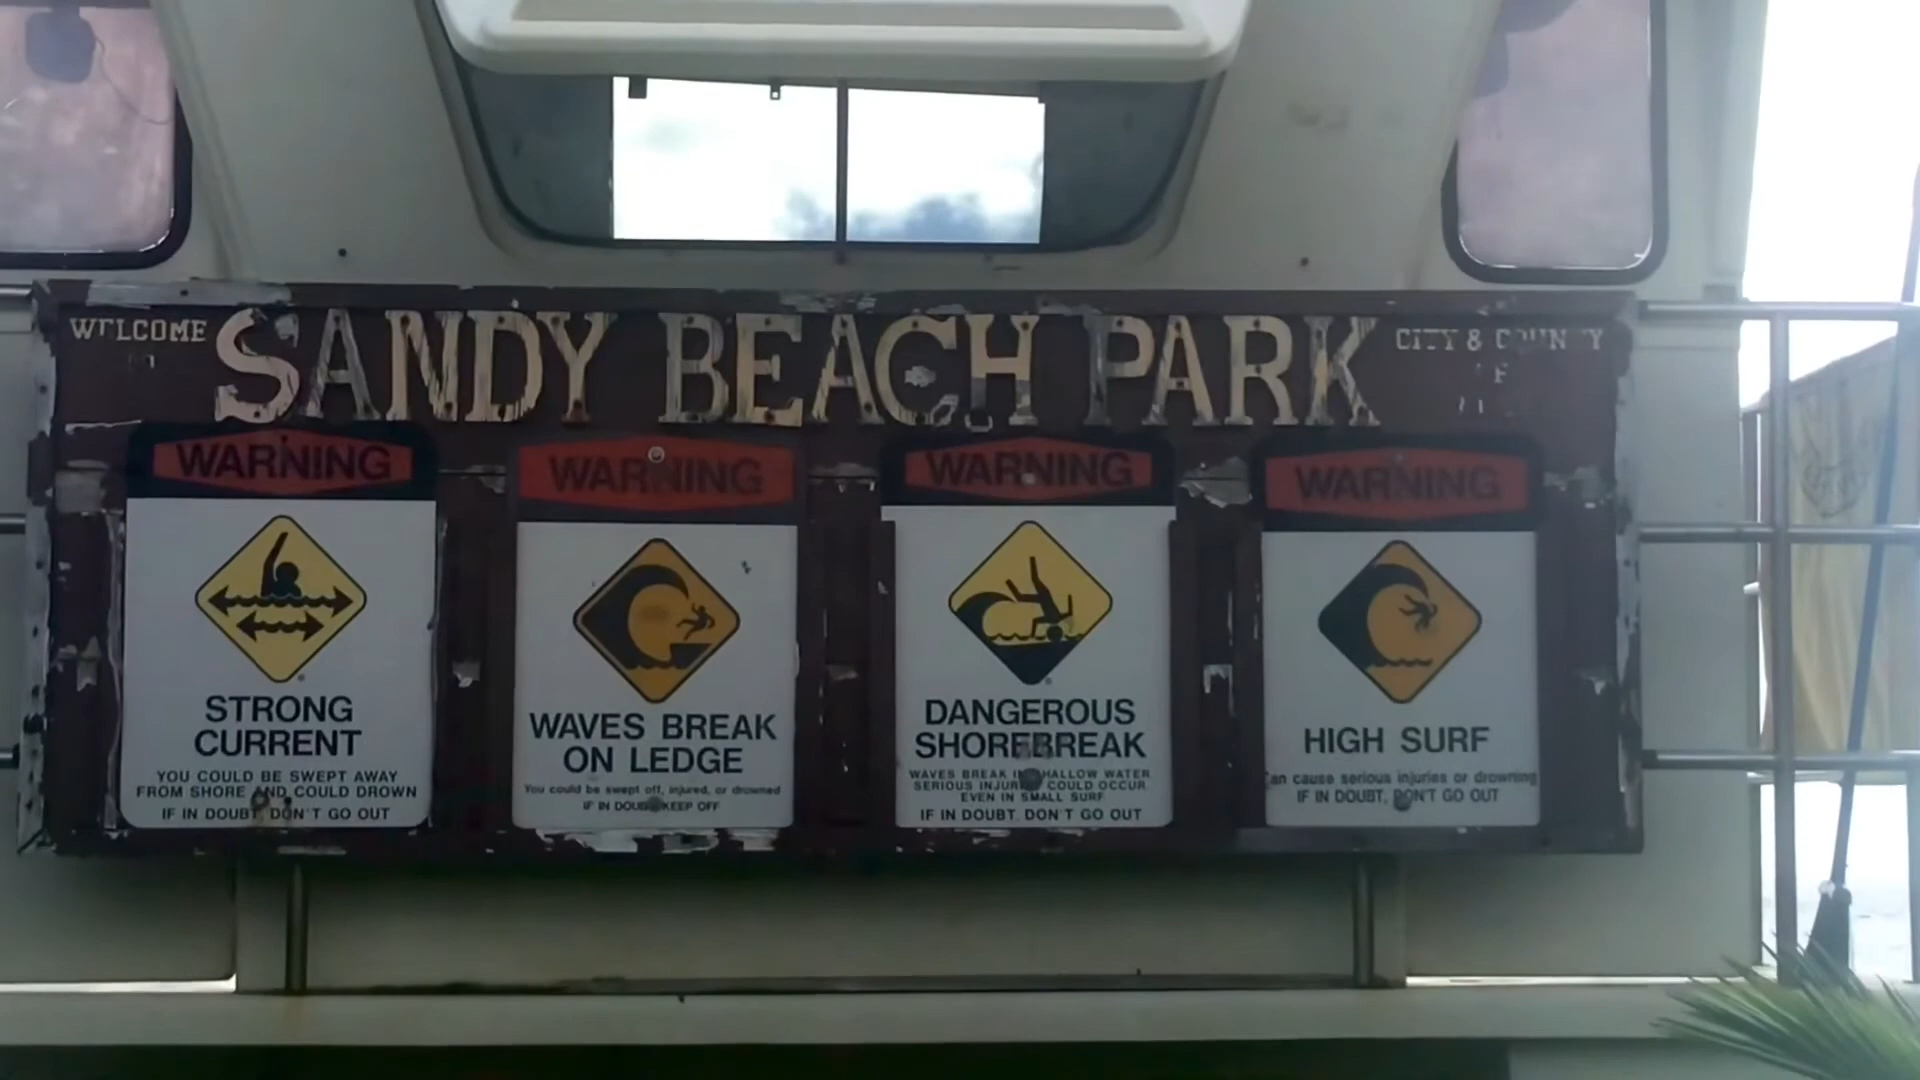 WELCOME
SANDY BEACH PARK
CITY & COUNTY
WARNING
STRONG
CURRENT
YOU COULD BE SWEPT AWAY
FROM SHORE AND COULD DROWN
IF IN DOUBT, DON'T GO OUT
WARNING
WAVES BREAK
ON LEDGE
You could be swept off, injured, or drowned
IF IN DOUBT, KEEP OFF
WARNING
DANGEROUS
SHOREBREAK
WAVES BREAK IN SHALLOW WATER
SERIOUS INJURIES COULD OCCUR
EVEN IN SMALL SURF
IF IN DOUBT, DON'T GO OUT
WARNING
HIGH SURF
Can cause serious injuries or drowning
IF IN DOUBT, DON'T GO OUT